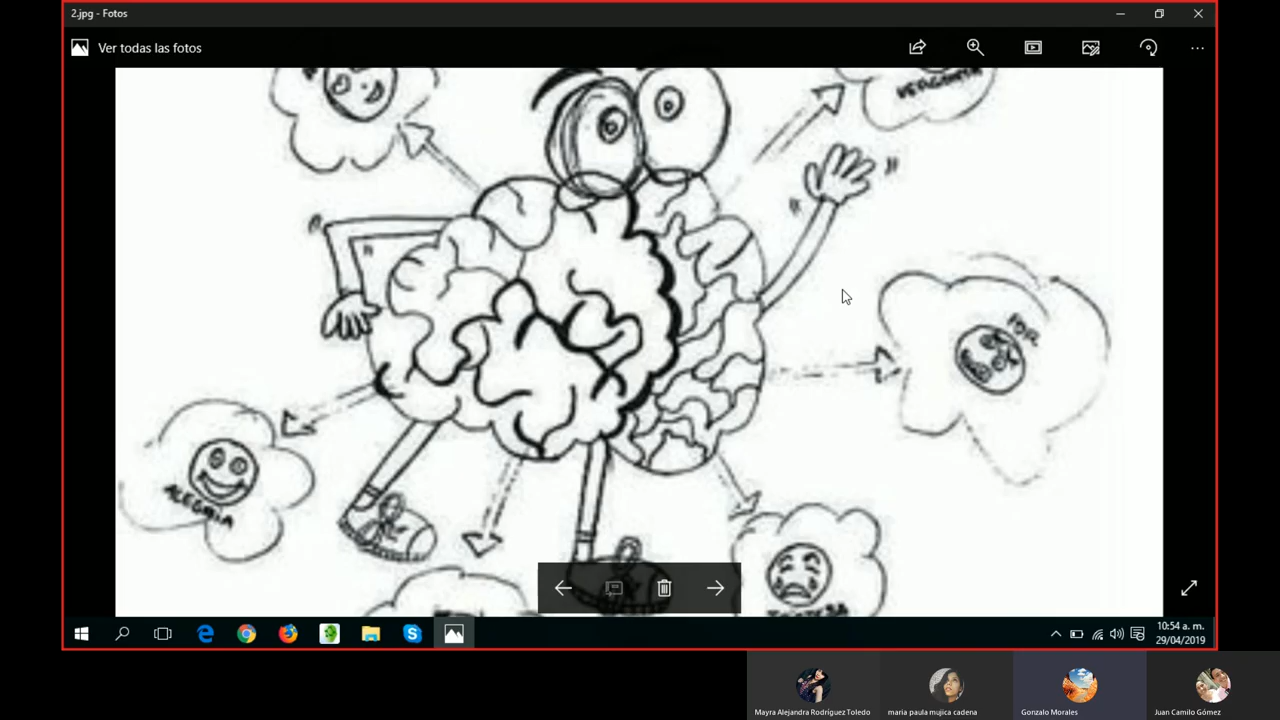 2.jpg - Fotos
Ver todas las fotos
VERGÜENZA
ALEGRIA
10:54 a. m.
29/04/2019
Mayra Alejandra Rodríguez Toledo
maria paula mujica cadena
Gonzalo Morales
Juan Camilo Gómez